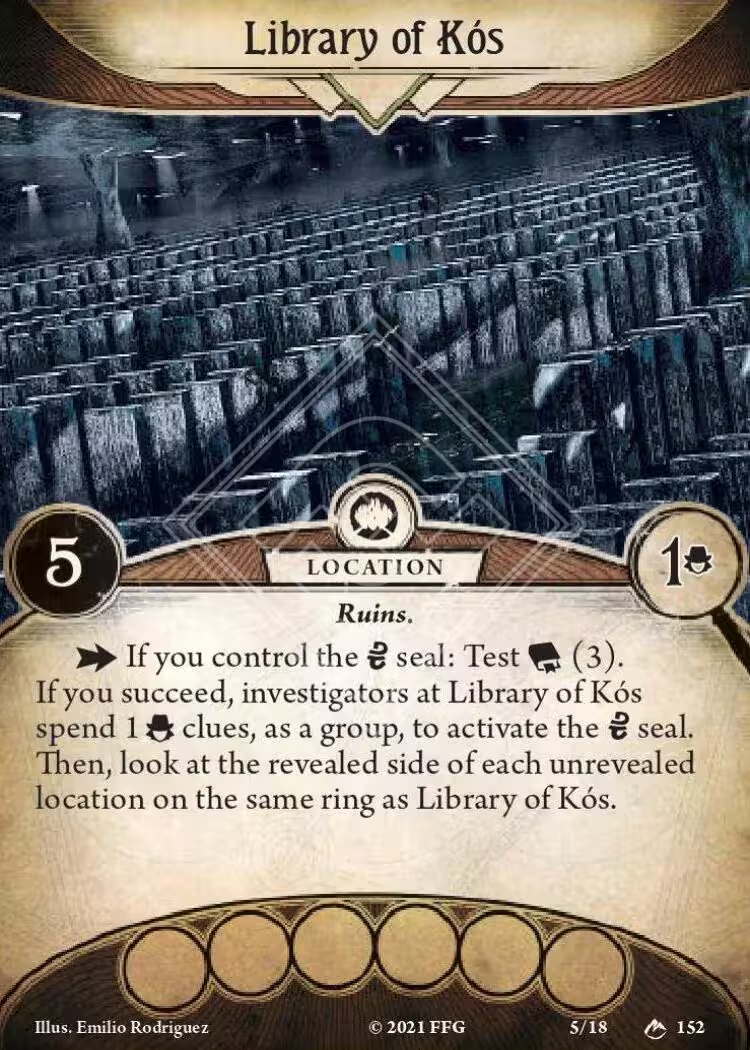 Library of Kós
5
LOCATION
1
Ruins.
If you control the seal: Test (3).
If you succeed, investigators at Library of Kós
spend 1 clues, as a group, to activate the seal.
Then, look at the revealed side of each unrevealed
location on the same ring as Library of Kós.
Illus. Emilio Rodriguez © 2021 FFG 5/18 152